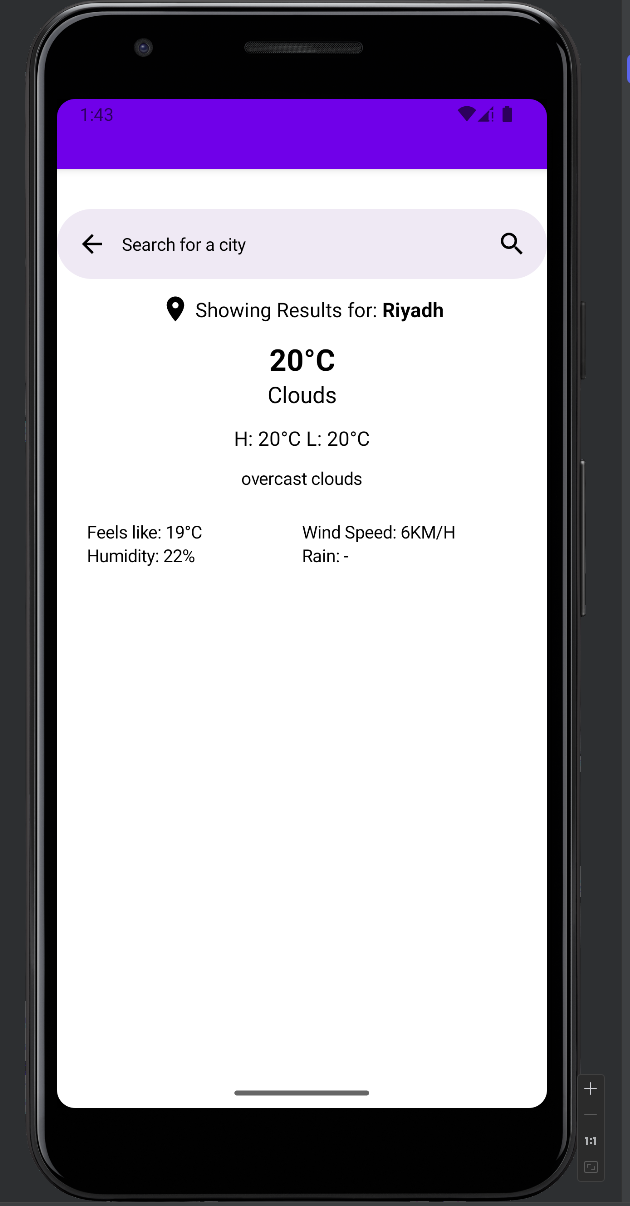 1:43
Search for a city
Showing Results for: Riyadh
20°C
Clouds
H: 20°C L: 20°C
overcast clouds
Feels like: 19°C Wind Speed: 6KM/H
Humidity: 22% Rain: -
1:1